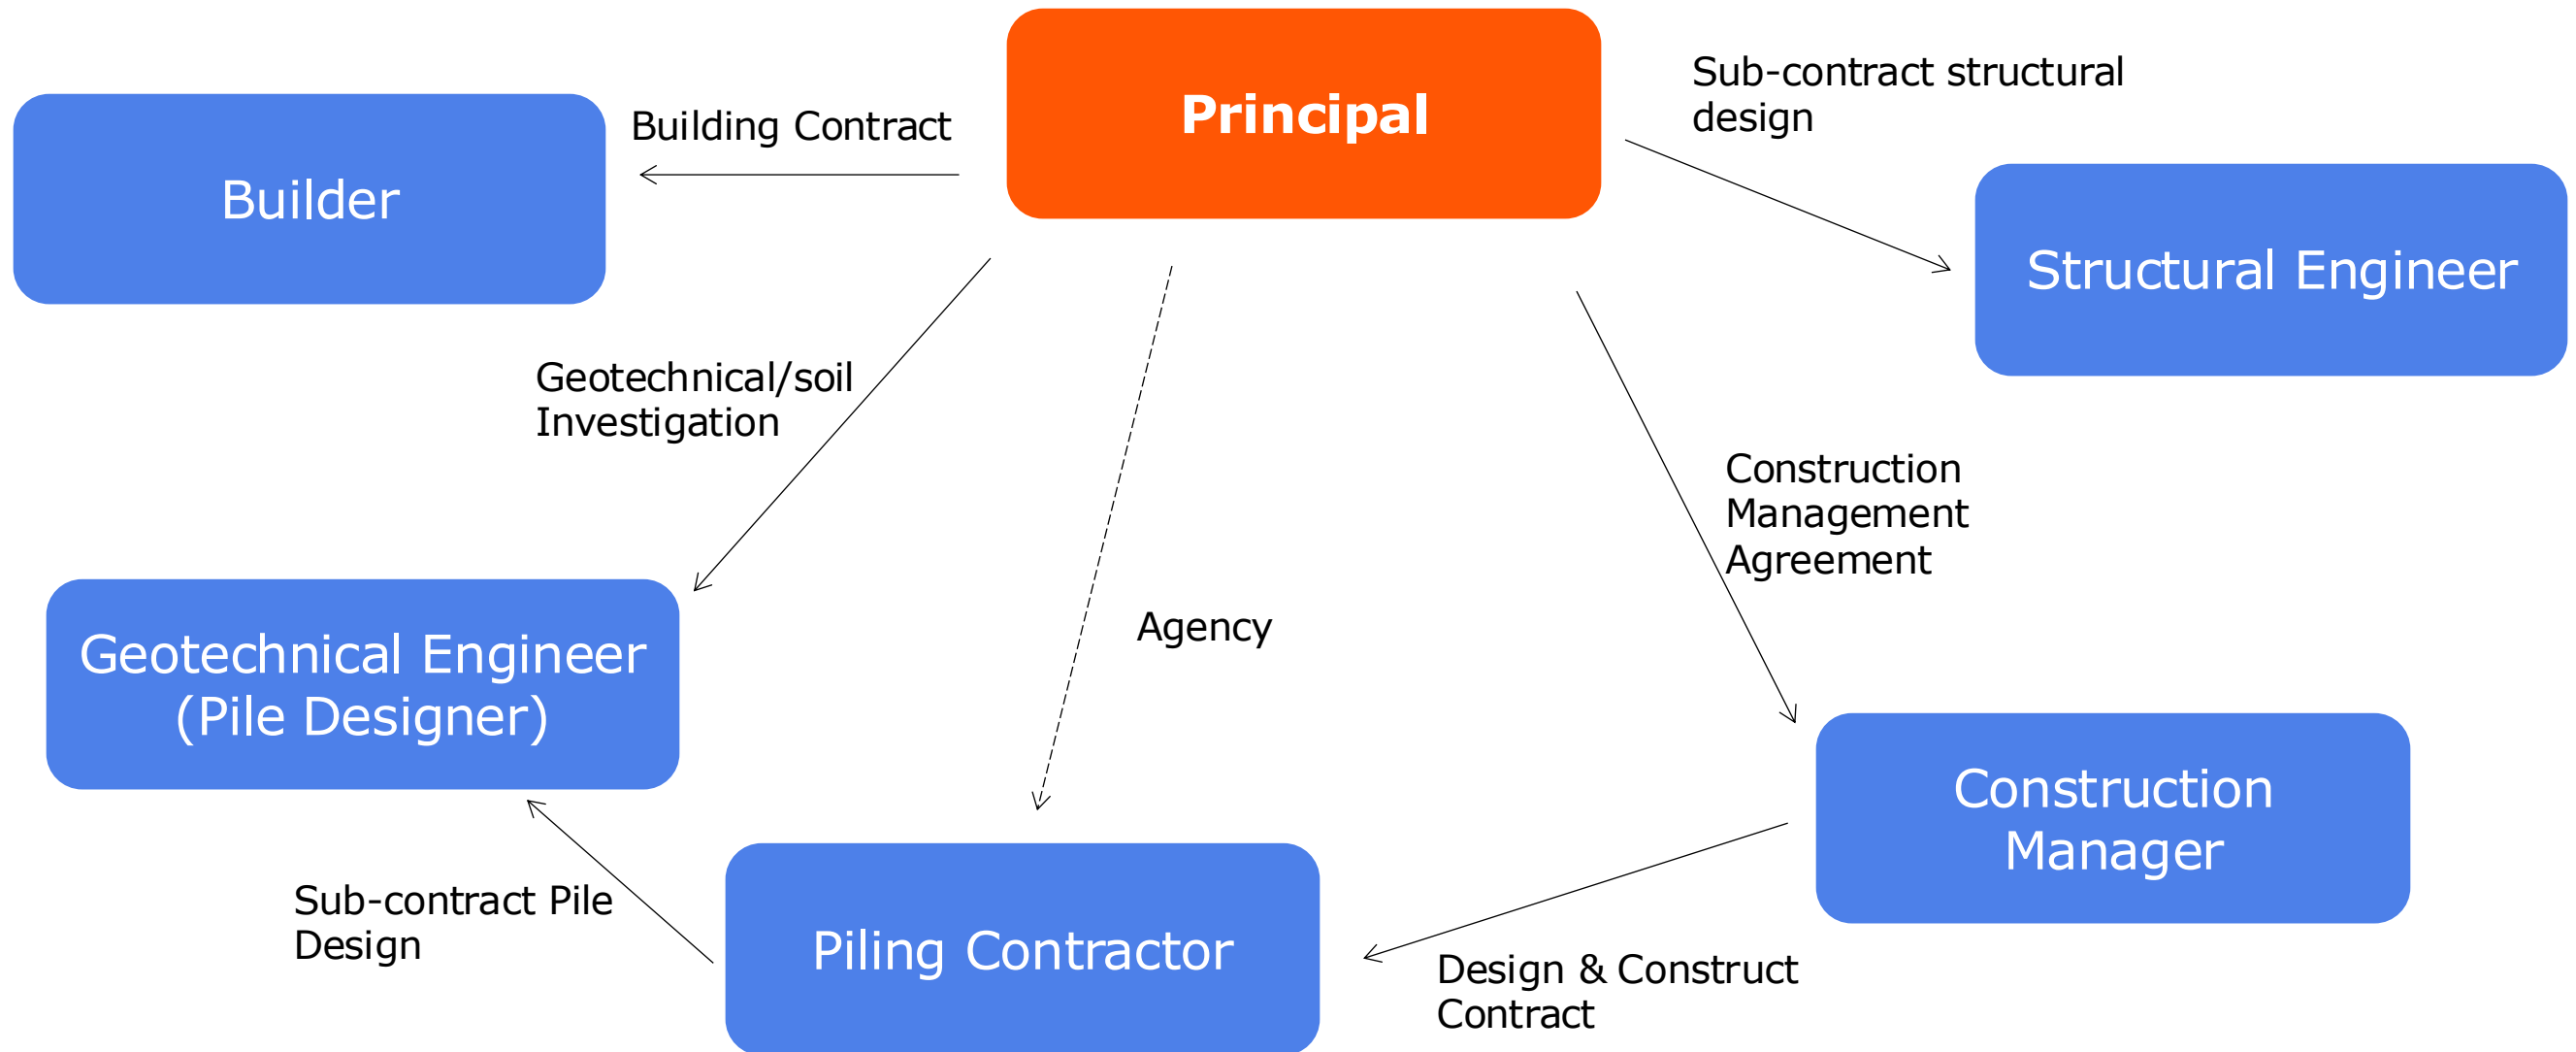 Principal
Sub-contract structural
design
Building Contract
Builder
Structural Engineer
Geotechnical/soil
Investigation
Construction
Management
Agreement
Agency
Geotechnical Engineer
(Pile Designer)
Construction
Manager
Sub-contract Pile
Design
Piling Contractor
Design & Construct
Contract